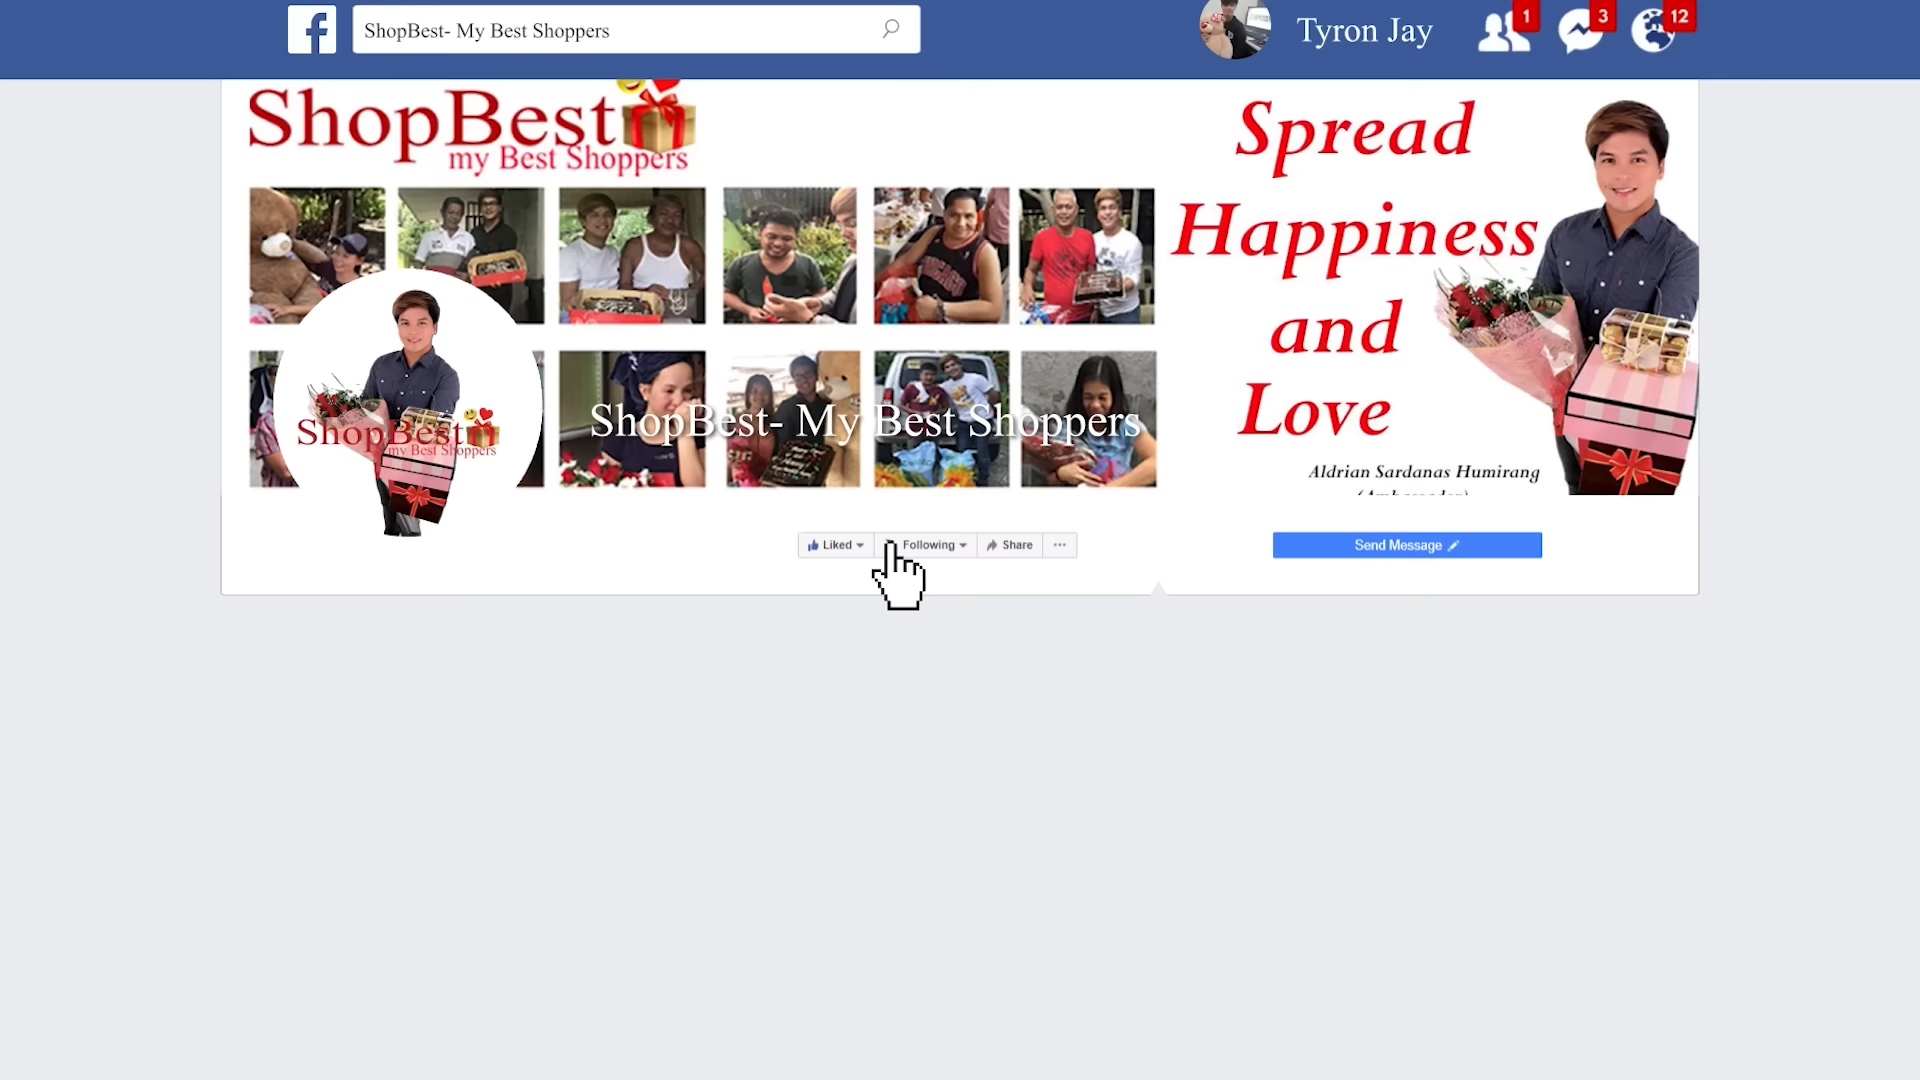 ShopBest- My Best Shoppers
Tyron Jay
1
3
12
ShopBest
my Best Shoppers
Spread
Happiness
and
Love
Aldrian Sardanas Humirang
ShopBest
my Best Shoppers
ShopBest- My Best Shoppers
Liked
Following
Share
Send Message